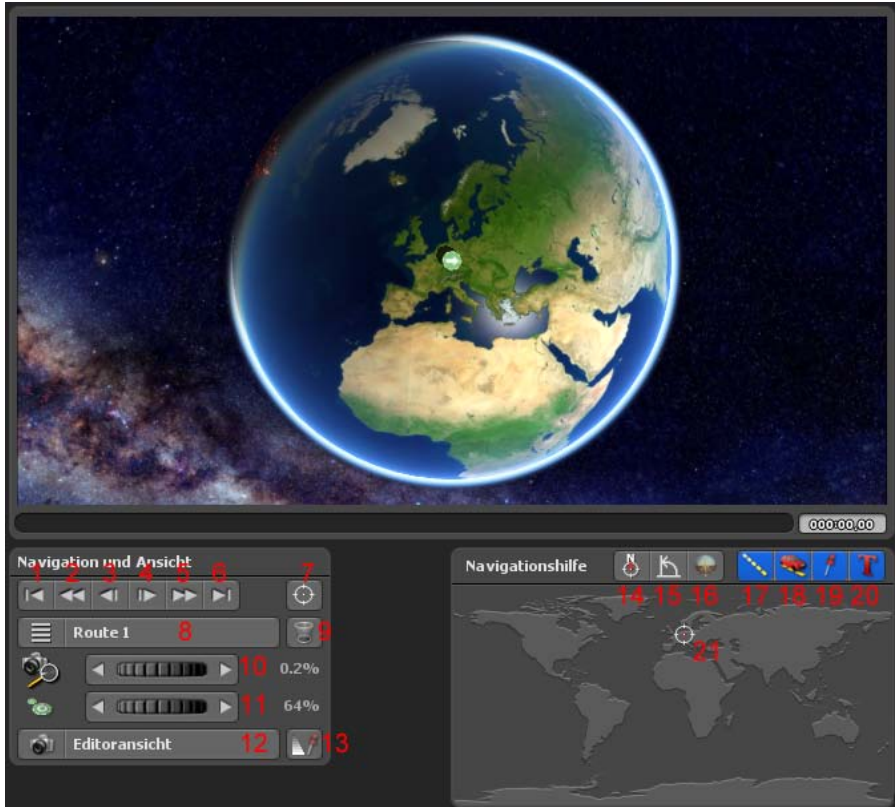 000:00,00
Navigation und Ansicht
1 2 3 4 5 6 7
Route 1 8 9
10 0.2%
11 64%
Editoransicht 12 13
Navigationshilfe N T
14 15 16 17 18 19 20
21